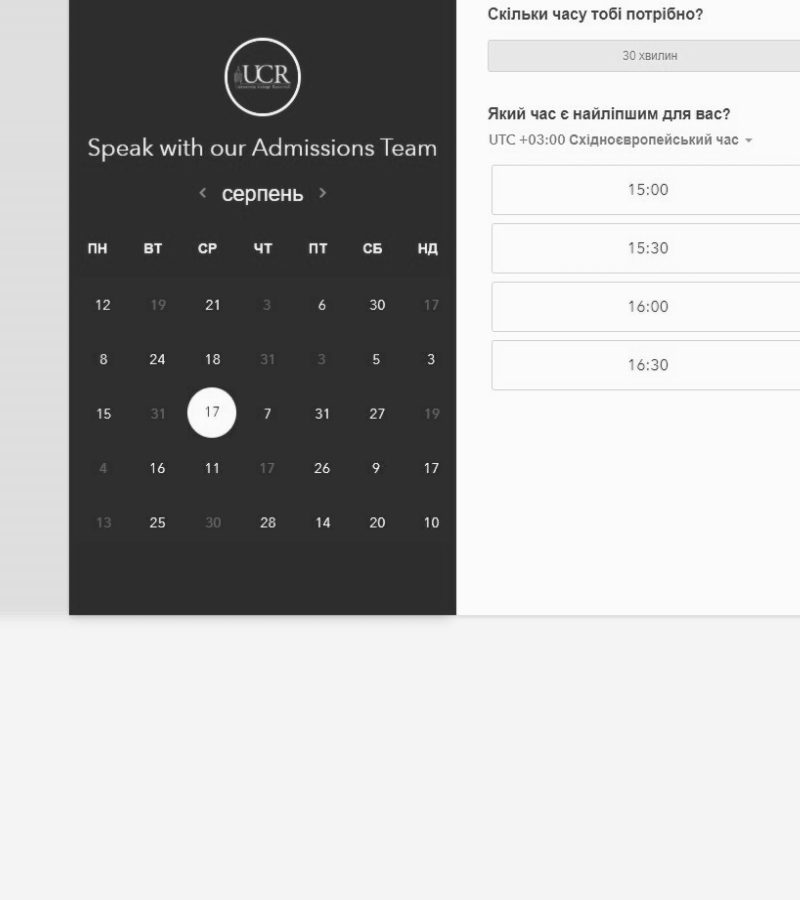 UCR
Speak with our Admissions Team
серпень
ПН ВТ СР ЧТ ПТ СБ НД
12 19 21 3 6 30 17
8 24 18 31 3 5 3
15 31 17 7 31 27 19
4 16 11 17 26 9 17
13 25 30 28 14 20 10
Скільки часу тобі потрібно?
30 хвилин
Який час є найліпшим для вас?
UTC +03:00 Східноєвропейський час
15:00
15:30
16:00
16:30